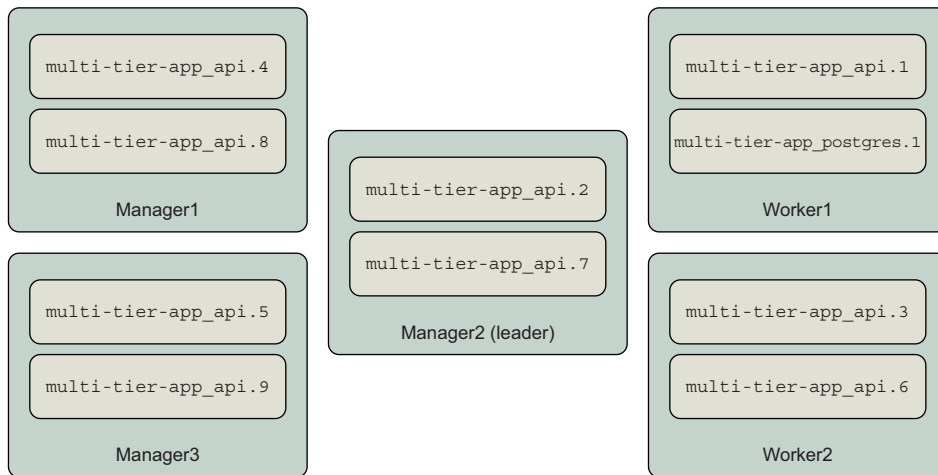 multi-tier-app_api.4
multi-tier-app_api.8
Manager1
multi-tier-app_api.5
multi-tier-app_api.9
Manager3
multi-tier-app_api.2
multi-tier-app_api.7
Manager2 (leader)
multi-tier-app_api.1
multi-tier-app_postgres.1
Worker1
multi-tier-app_api.3
multi-tier-app_api.6
Worker2